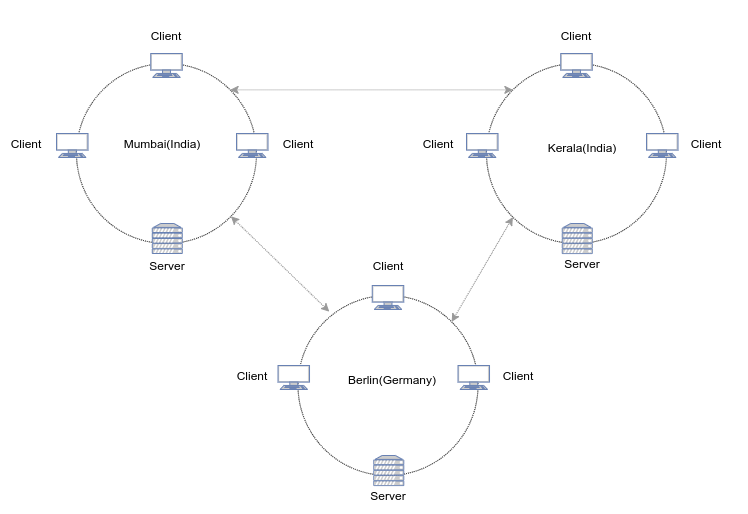 Client
Client
Client
Mumbai(India)
Client
Client
Kerala(India)
Client
Server
Server
Client
Client
Berlin(Germany)
Client
Server